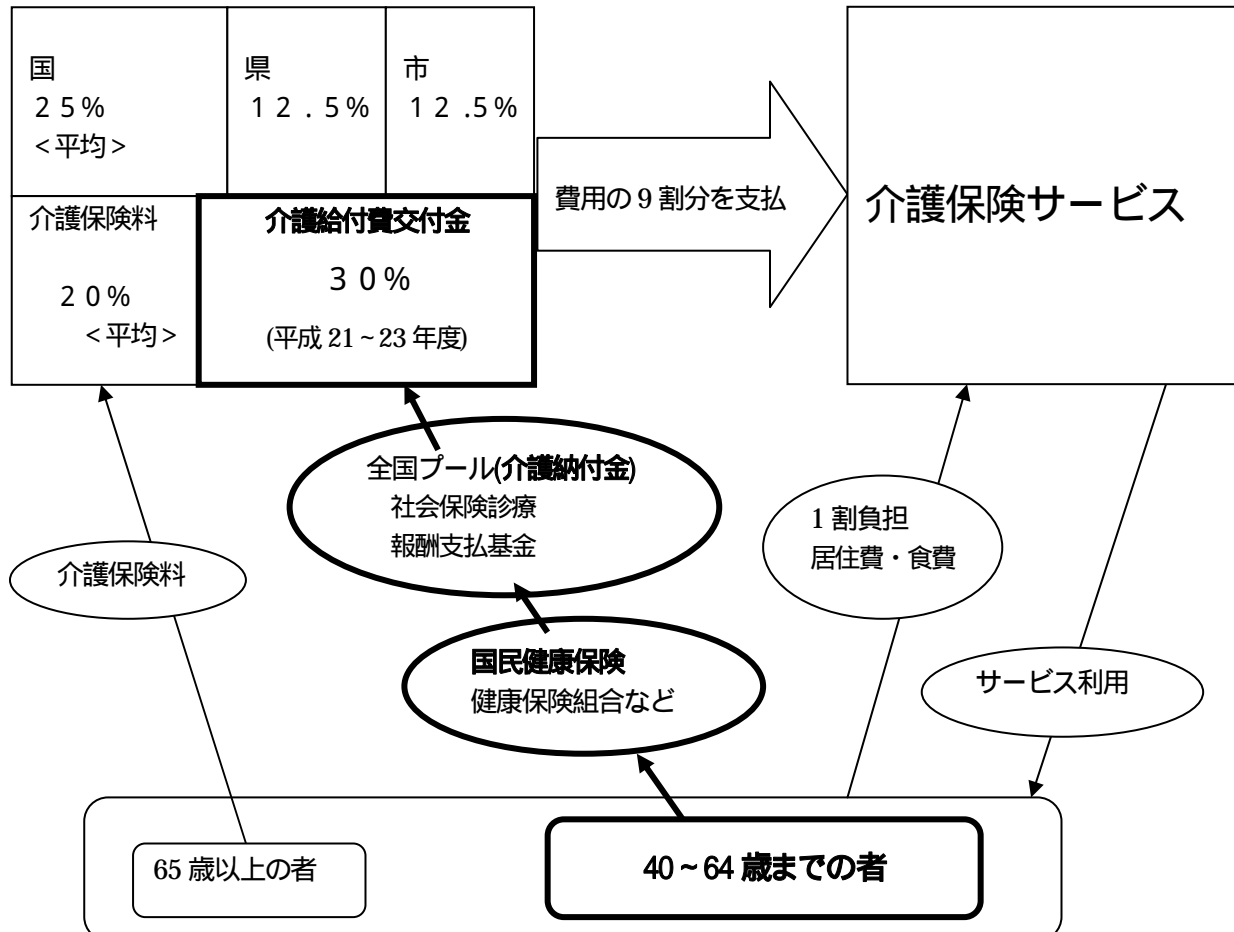 国
２５%
<平均>
県
１２．５%
市
１２.５%
介護保険料
２０%
<平均>
介護給付費交付金
３０%
(平成 21～23 年度)
費用の 9 割分を支払
介護保険サービス
全国プール(介護納付金)
社会保険診療
報酬支払基金
1 割負担
居住費・食費
介護保険料
国民健康保険
健康保険組合など
サービス利用
65 歳以上の者
40～64 歳までの者